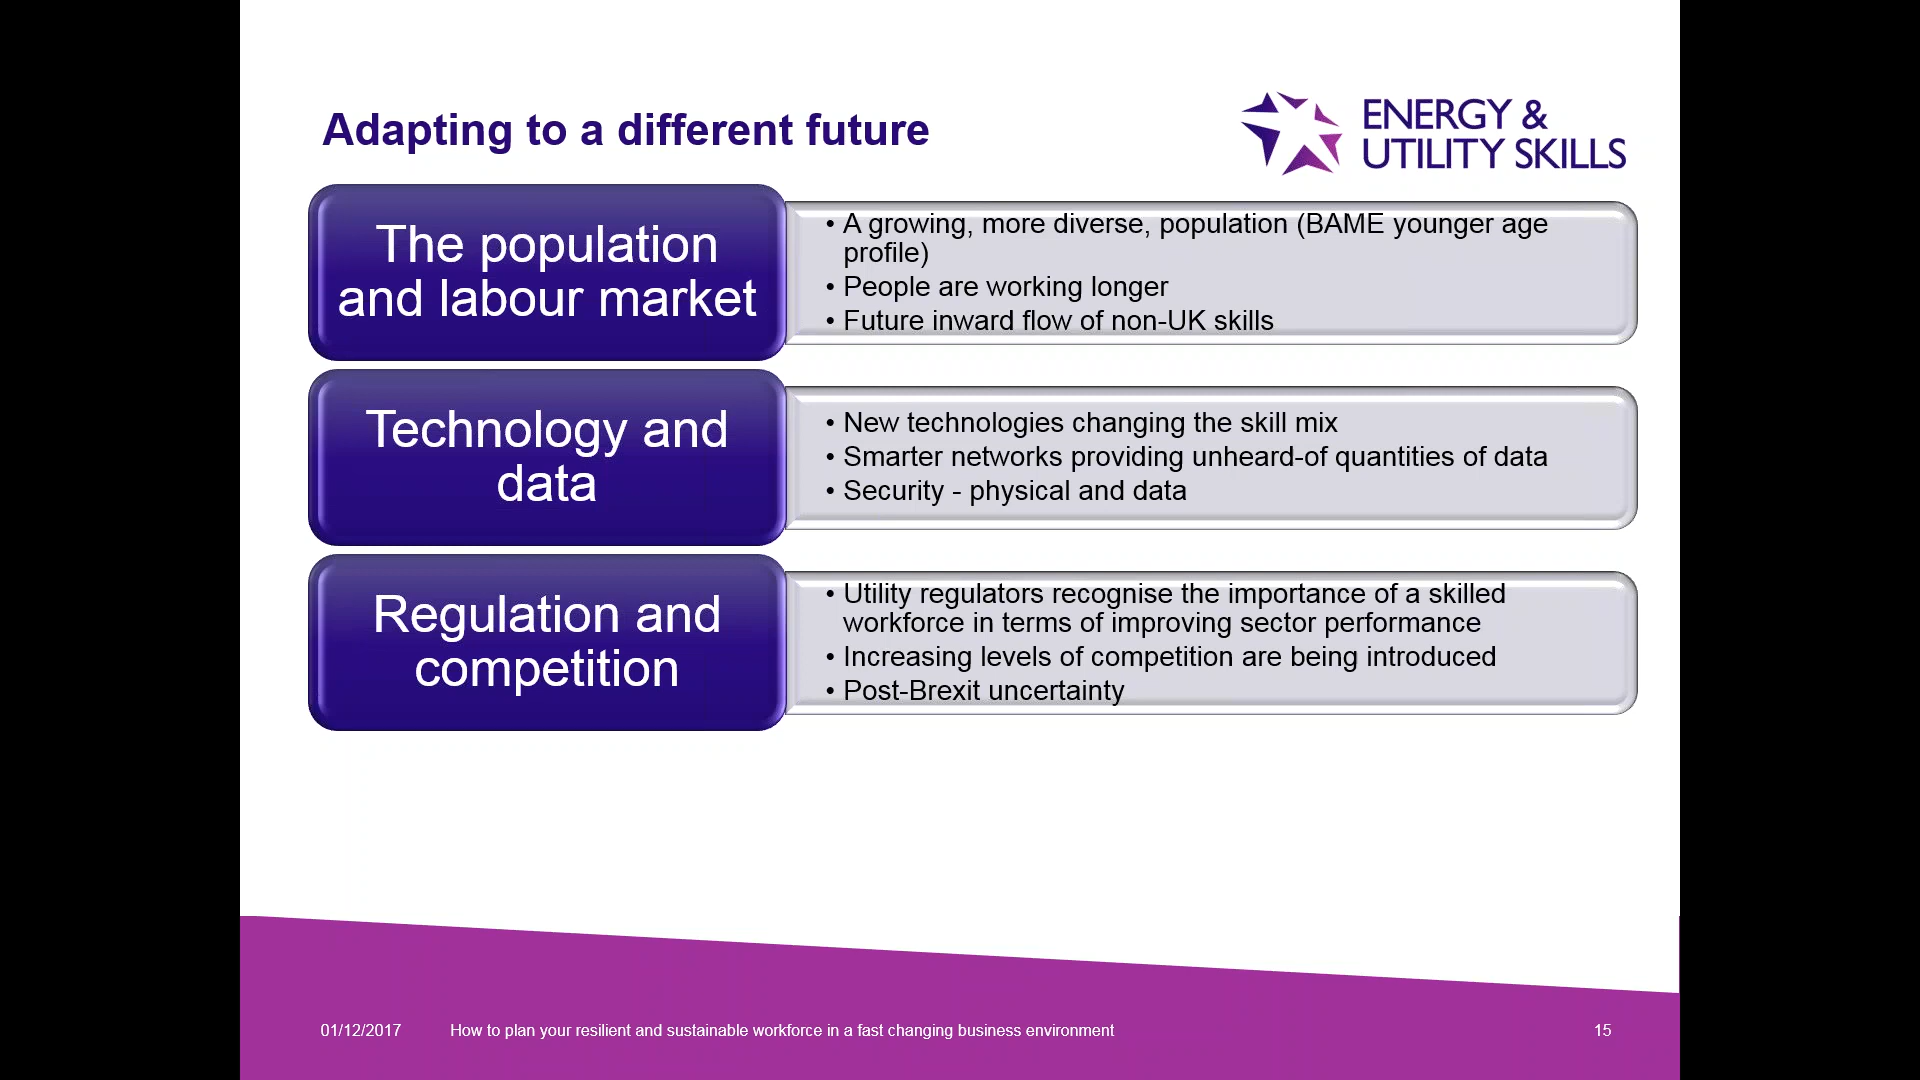 Adapting to a different future
ENERGY &
UTILITY SKILLS
The population
and labour market
• A growing, more diverse, population (BAME younger age
profile)
• People are working longer
• Future inward flow of non-UK skills
Technology and
data
• New technologies changing the skill mix
• Smarter networks providing unheard-of quantities of data
• Security - physical and data
Regulation and
competition
• Utility regulators recognise the importance of a skilled
workforce in terms of improving sector performance
• Increasing levels of competition are being introduced
• Post-Brexit uncertainty
01/12/2017 How to plan your resilient and sustainable workforce in a fast changing business environment 15